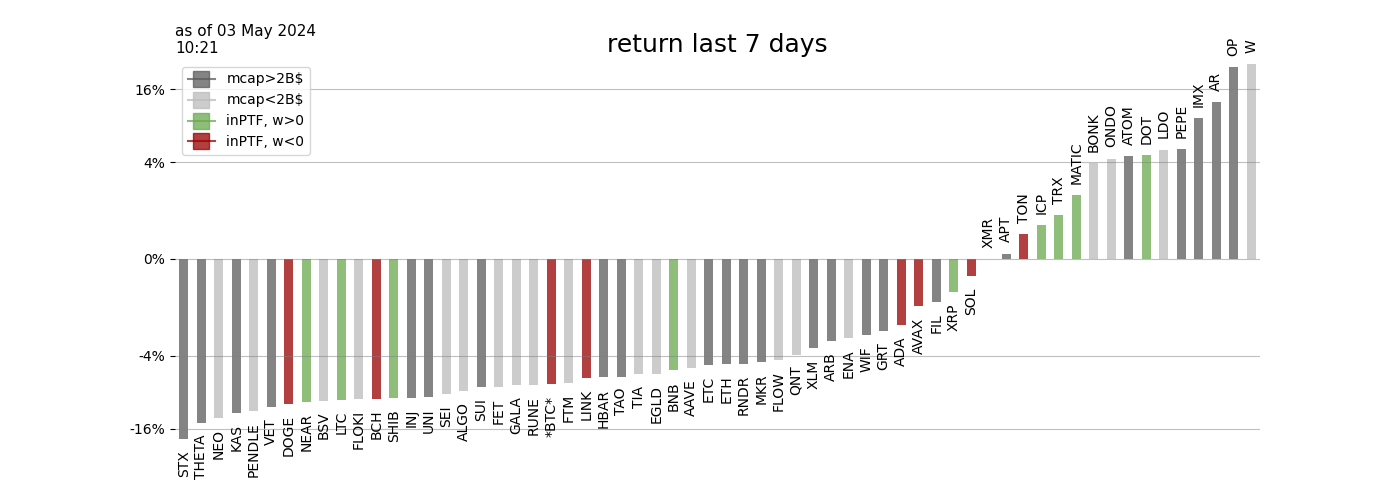 as of 03 May 2024
10:21
return last 7 days
mcap>2B$
mcap<2B$
inPTF, w>0
inPTF, w<0
16%
4%
0%
-4%
-16%
STX
THETA
NEO
KAS
PENDLE
VET
DOGE
NEAR
BSV
LTC
FLOKI
BCH
SHIB
INJ
UNI
SEI
ALGO
SUI
FET
GALA
RUNE
*BTC*
FTM
LINK
HBAR
TAO
TIA
EGLD
BNB
AAVE
ETC
ETH
RNDR
MKR
FLOW
QNT
XLM
ARB
ENA
WIF
GRT
ADA
AVAX
FIL
XRP
SOL
XMR
APT
TON
ICP
TRX
MATIC
BONK
ONDO
ATOM
DOT
LDO
PEPE
IMX
AR
OP
W